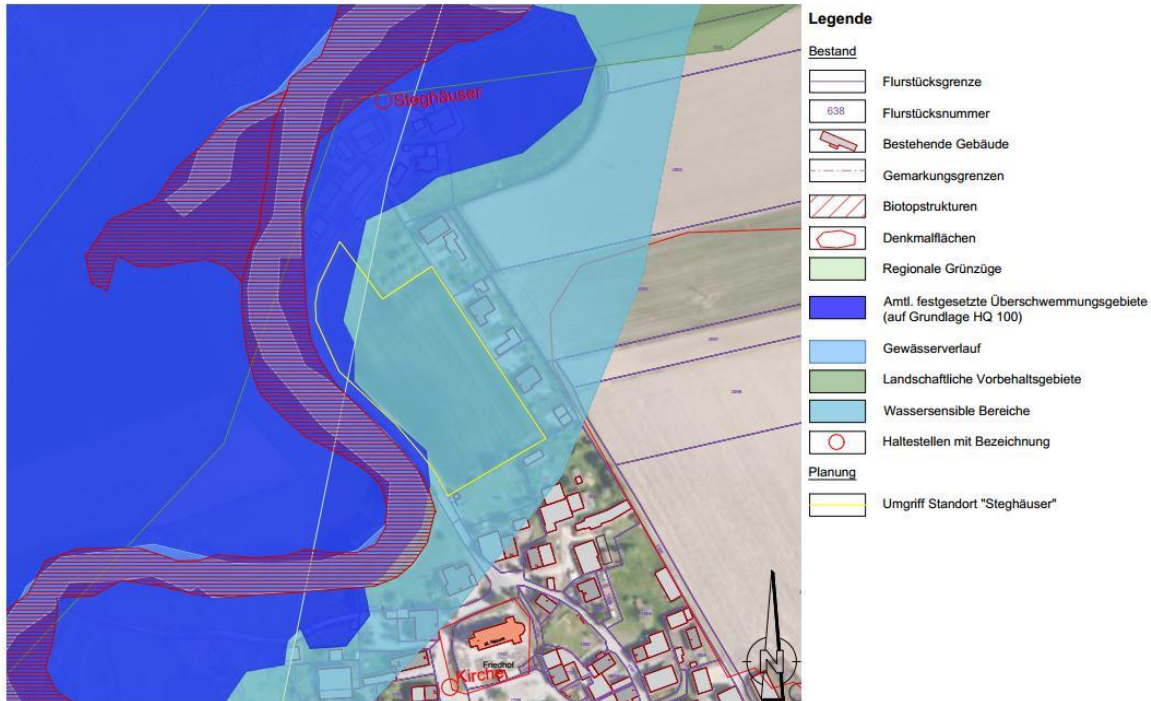 Steghäuser
Kirche
Friedhof
N
Legende
Bestand
Flurstücksgrenze
638
Flurstücksnummer
Bestehende Gebäude
Gemarkungsgrenzen
Biotopstrukturen
Denkmalflächen
Regionale Grünzüge
Amtl. festgesetzte Überschwemmungsgebiete
(auf Grundlage HQ 100)
Gewässerverlauf
Landschaftliche Vorbehaltsgebiete
Wassersensible Bereiche
Haltestellen mit Bezeichnung
Planung
Umgriff Standort "Steghäuser"